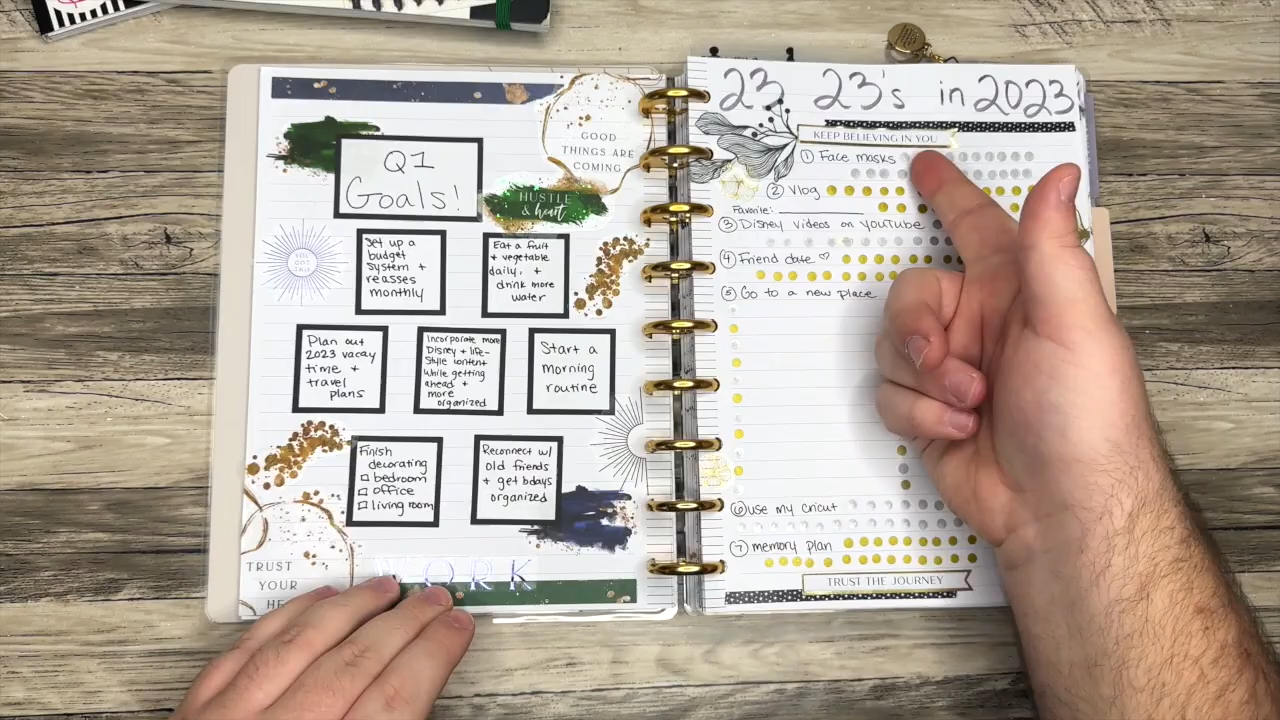 GOOD
THINGS ARE
COMING
Q1
Goals!
HUSTLE
& heart
YOU
GOT
THIS
Set up a
budget
system +
reasses
monthly
Eat a fruit
+ vegetable
daily, +
drink more
water
Plan out
2023 vacay
time +
travel
plans
Incorporate more
Disney + life-
style content
while getting
ahead +
more
organized
Start a
morning
routine
Finish
decorating
bedroom
office
living room
Reconnect w/
old friends
+ get bdays
organized
TRUST
YOUR
HE
WORK
23 23's in 2023
KEEP BELIEVING IN YOU
① Face masks
② Vlog
Favorite:
③ Disney videos on YOUTUBE
④ Friend date ♡
⑤ Go to a new place
⑥ use my cricut
⑦ memory plan
TRUST THE JOURNEY